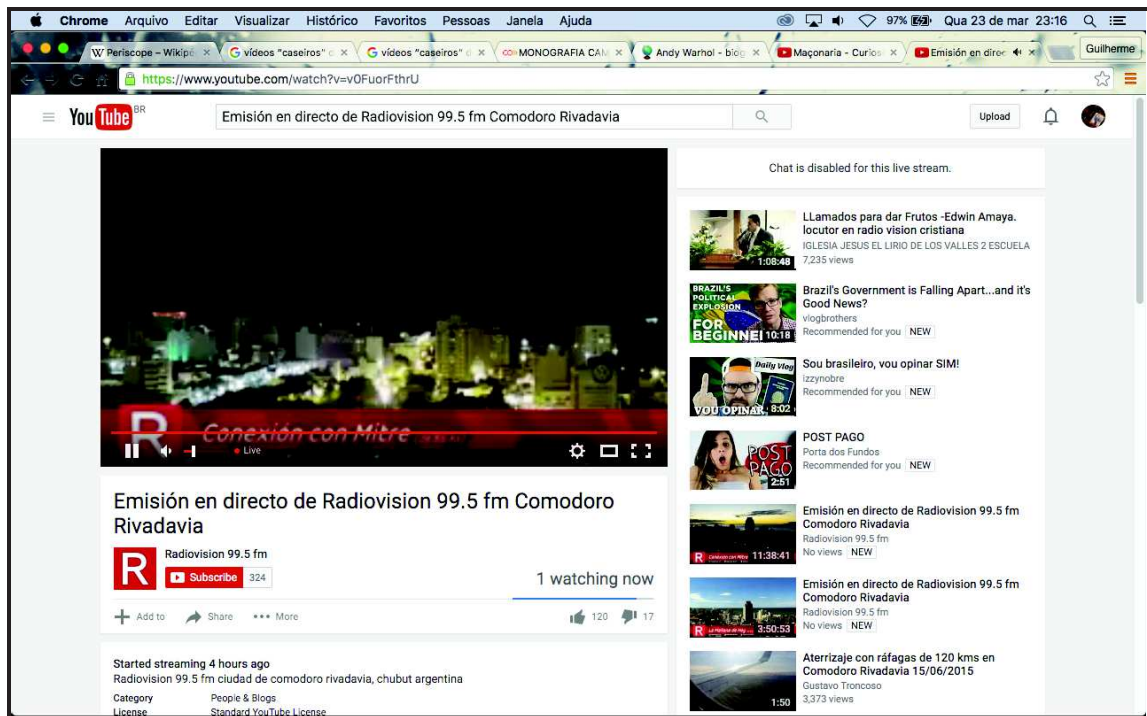 Chrome Arquivo Editar Visualizar Histórico Favoritos Pessoas Janela Ajuda 97% Qua 23 de mar 23:16
W Periscope – Wikipé × G vídeos "caseiros" d × G vídeos "caseiros" d × MONOGRAFIA CAM × Andy Warhol - biog × Maçonaria - Curios × Emisión en direc × Guilherme
https://www.youtube.com/watch?v=v0FuorFthrU
YouTube BR
Emisión en directo de Radiovision 99.5 fm Comodoro Rivadavia
Upload
R Conexión con Mitre
Live
Emisión en directo de Radiovision 99.5 fm Comodoro
Rivadavia
R
Radiovision 99.5 fm
Subscribe 324
1 watching now
Add to Share More 120 17
Started streaming 4 hours ago
Radiovision 99.5 fm ciudad de comodoro rivadavia, chubut argentina
Category People & Blogs
License Standard YouTube License
Chat is disabled for this live stream.
1:08:48
LLamados para dar Frutos -Edwin Amaya.
locutor en radio vision cristiana
IGLESIA JESUS EL LIRIO DE LOS VALLES 2 ESCUELA
7,235 views
BRAZIL'S
POLITICAL
EXPLOSION
FOR
BEGINNE
10:18
Brazil's Government is Falling Apart...and it's
Good News?
vlogbrothers
Recommended for you NEW
Daily Vlog
VOU OPINAR
8:02
Sou brasileiro, vou opinar SIM!
izzynobre
Recommended for you NEW
POST
PAGO
2:51
POST PAGO
Porta dos Fundos
Recommended for you NEW
R Conexión con Mitre 11:38:41
Emisión en directo de Radiovision 99.5 fm
Comodoro Rivadavia
Radiovision 99.5 fm
No views NEW
R La Mañana de Hoy 3:50:53
Emisión en directo de Radiovision 99.5 fm
Comodoro Rivadavia
Radiovision 99.5 fm
No views NEW
1:50
Aterrizaje con ráfagas de 120 kms en
Comodoro Rivadavia 15/06/2015
Gustavo Troncoso
3,373 views